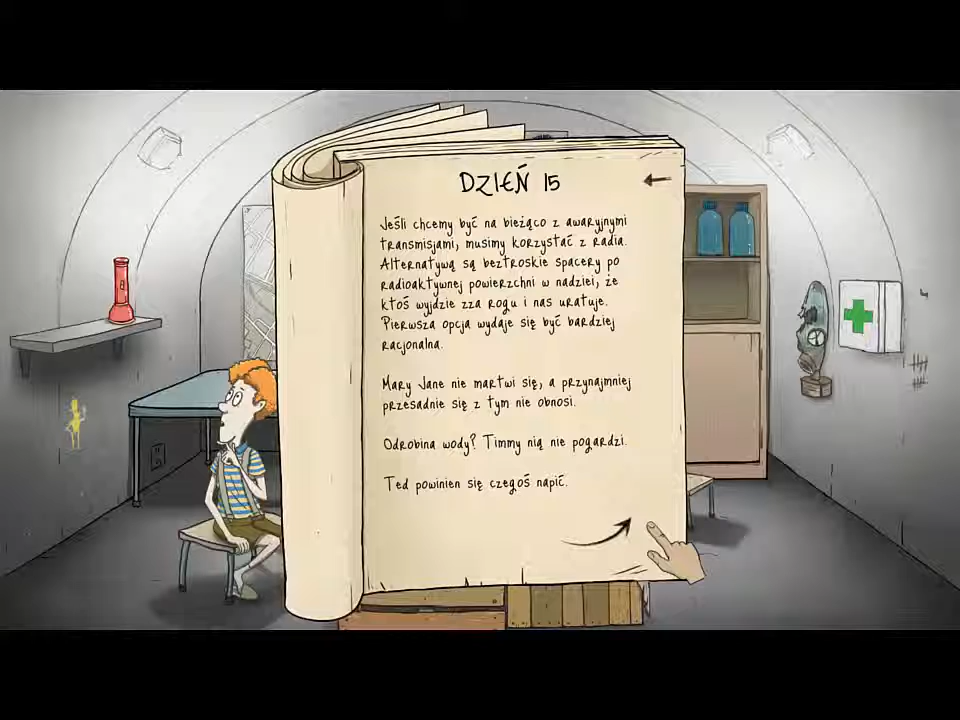 DZIEŃ 15
Jeśli chcemy być na bieżąco z awaryjnymi
transmisjami, musimy korzystać z radia.
Alternatywą są beztroskie spacery po
radioaktywnej powierzchni w nadziei, że
ktoś wyjdzie zza rogu i nas uratuje.
Pierwsza opcja wydaje się być bardziej
racjonalna.
Mary Jane nie martwi się, a przynajmniej
przesadnie się z tym nie obnosi.
Odrobina wody? Timmy nią nie pogardzi.
Ted powinien się czegoś napić.